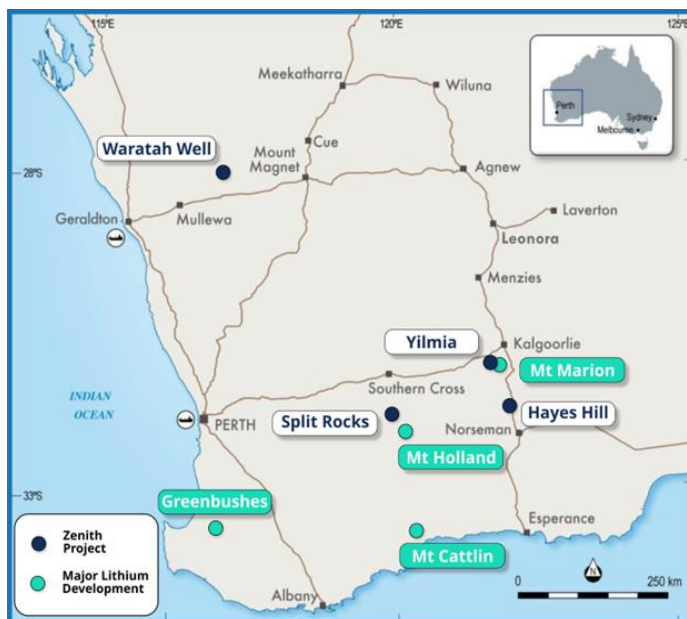 115°E
120°E
125°E
Meekatharra
Wiluna
Perth
Sydney
Melbourne
Cue
Waratah Well
Mount
Magnet
Agnew
28°S
Mullewa
Geraldton
Laverton
Leonora
Menzies
Yilmia
Kalgoorlie
Mt Marion
Southern Cross
INDIAN
OCEAN
PERTH
Split Rocks
Hayes Hill
Norseman
Mt Holland
Greenbushes
33°S
Esperance
Mt Cattlin
Zenith
Project
Major Lithium
Development
Albany
N
0
250 km